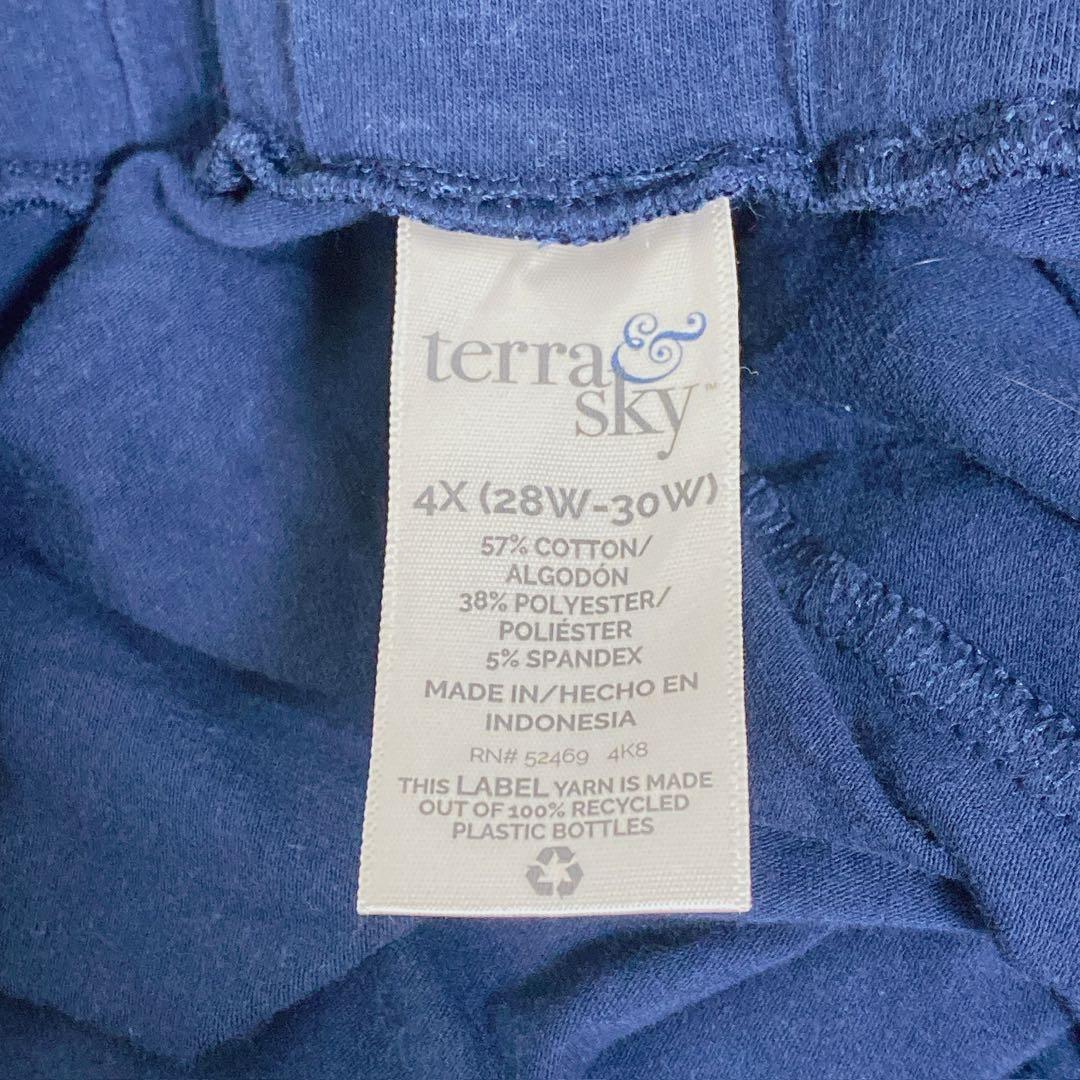 terra &
sky™
4X (28W-30W)
57% COTTON/
ALGODÓN
38% POLYESTER/
POLIÉSTER
5% SPANDEX
MADE IN/HECHO EN
INDONESIA
RN# 52469 4K8
THIS LABEL YARN IS MADE
OUT OF 100% RECYCLED
PLASTIC BOTTLES